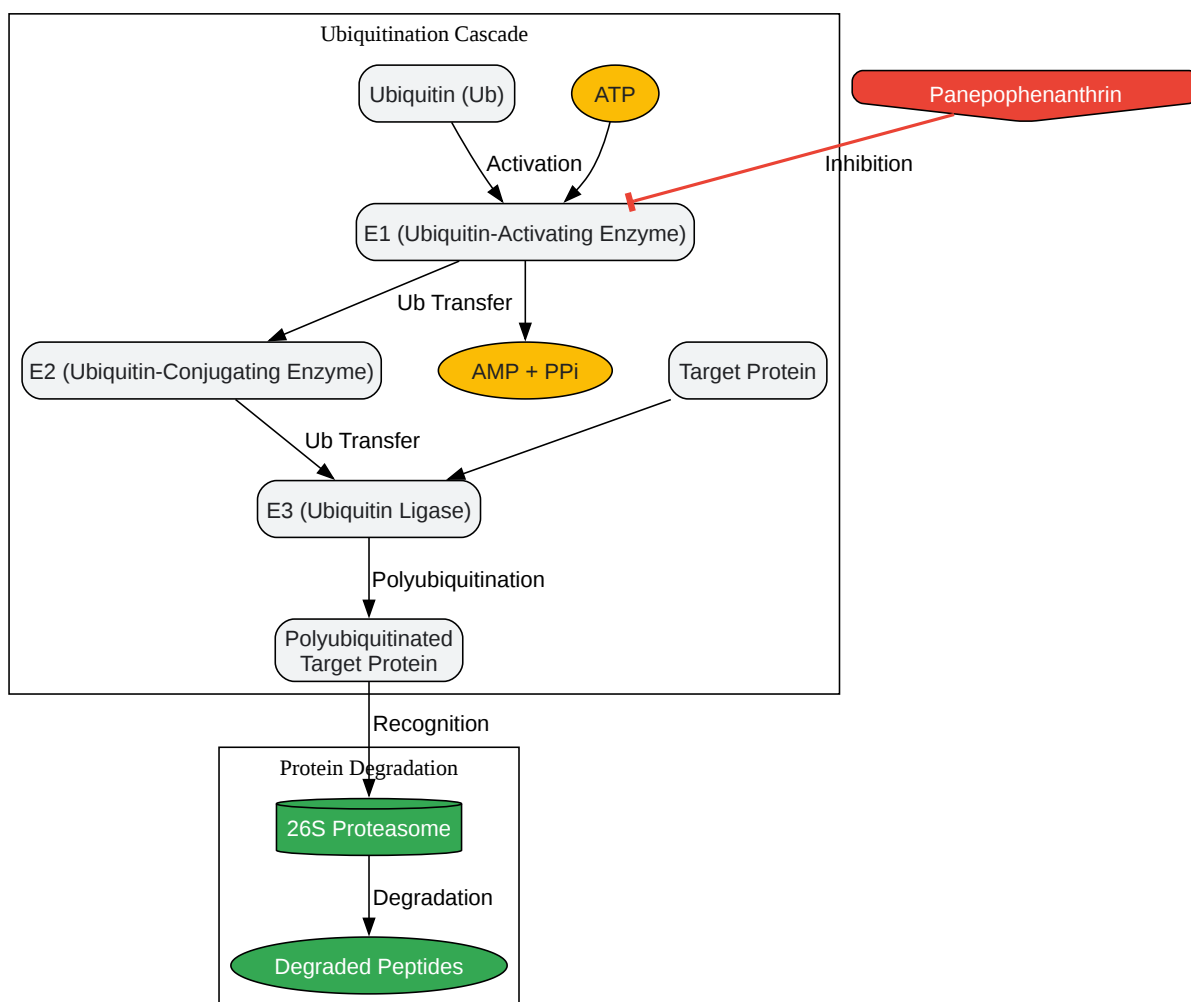 Ubiquitination Cascade
Ubiquitin (Ub)
ATP
Panepophenanthrin
Activation
Inhibition
E1 (Ubiquitin-Activating Enzyme)
Ub Transfer
E2 (Ubiquitin-Conjugating Enzyme)
AMP + PPi
Target Protein
Ub Transfer
E3 (Ubiquitin Ligase)
Polyubiquitination
Polyubiquitinated
Target Protein
Recognition
Protein Degradation
26S Proteasome
Degradation
Degraded Peptides